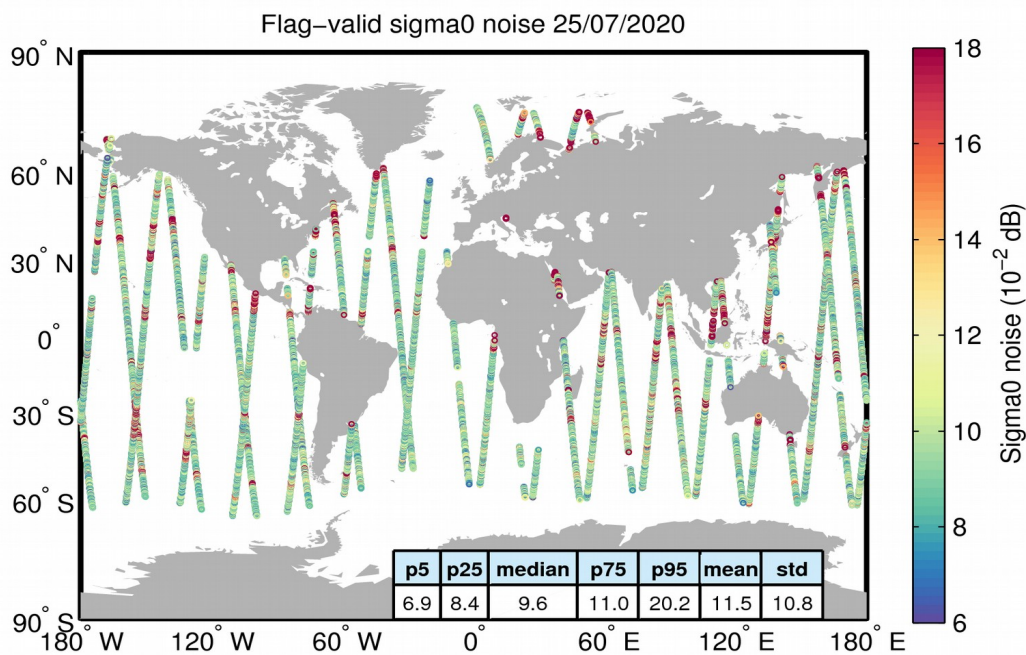 Flag−valid sigma0 noise 25/07/2020
90° N
60° N
30° N
0°
30° S
60° S
90° S
180° W
120° W
60° W
0°
60° E
120° E
180° E
p5 p25 median p75 p95 mean std
6.9 8.4 9.6 11.0 20.2 11.5 10.8
18
16
14
12
10
8
6
Sigma0 noise (10⁻² dB)